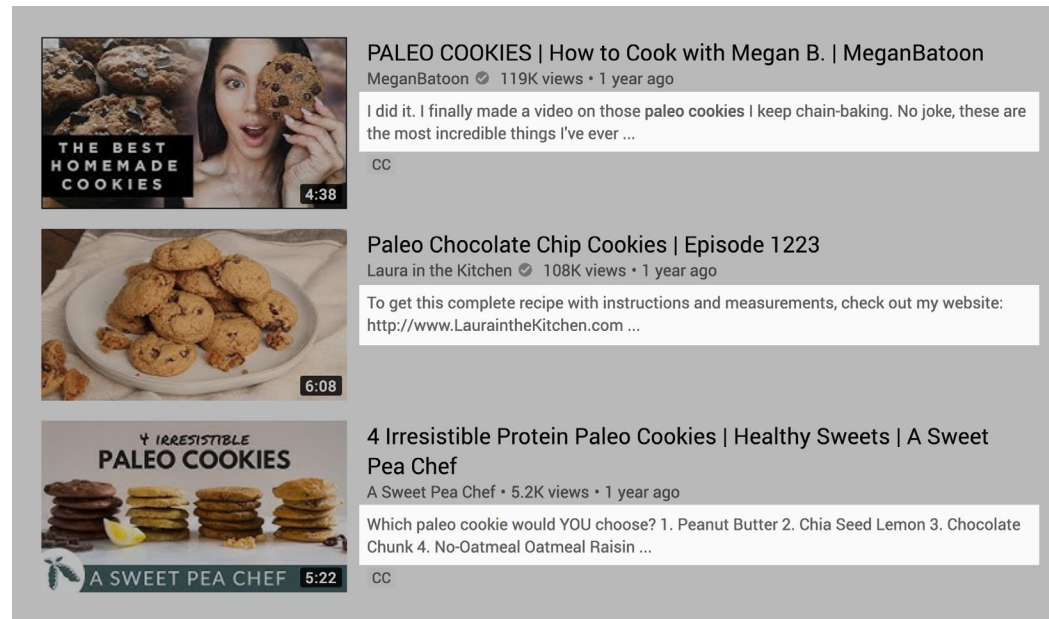 PALEO COOKIES | How to Cook with Megan B. | MeganBatoon
MeganBatoon 119K views • 1 year ago
I did it. I finally made a video on those paleo cookies I keep chain-baking. No joke, these are
the most incredible things I've ever ...
CC
THE BEST
HOMEMADE
COOKIES
4:38
Paleo Chocolate Chip Cookies | Episode 1223
Laura in the Kitchen 108K views • 1 year ago
To get this complete recipe with instructions and measurements, check out my website:
http://www.LauraintheKitchen.com ...
6:08
4 Irresistible Protein Paleo Cookies | Healthy Sweets | A Sweet
Pea Chef
A Sweet Pea Chef • 5.2K views • 1 year ago
Which paleo cookie would YOU choose? 1. Peanut Butter 2. Chia Seed Lemon 3. Chocolate
Chunk 4. No-Oatmeal Oatmeal Raisin ...
CC
4 IRRESISTIBLE
PALEO COOKIES
A SWEET PEA CHEF
5:22